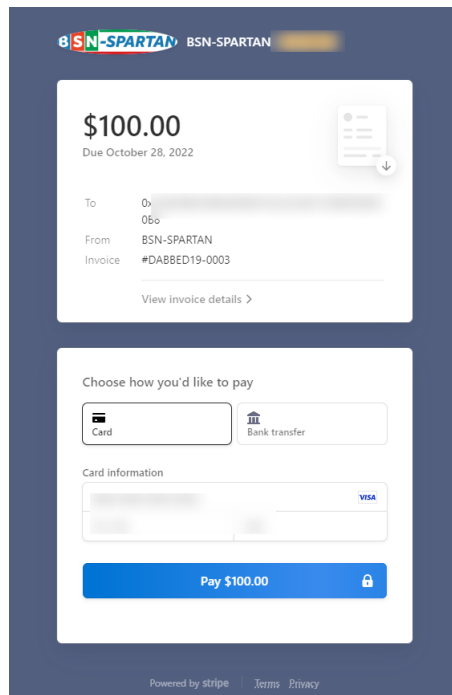 BSN-SPARTAN BSN-SPARTAN
$100.00
Due October 28, 2022
To
From BSN-SPARTAN
Invoice #DABBED19-0003
View invoice details >
Choose how you'd like to pay
Card Bank transfer
Card information
VISA
Pay $100.00
Powered by stripe | Terms Privacy